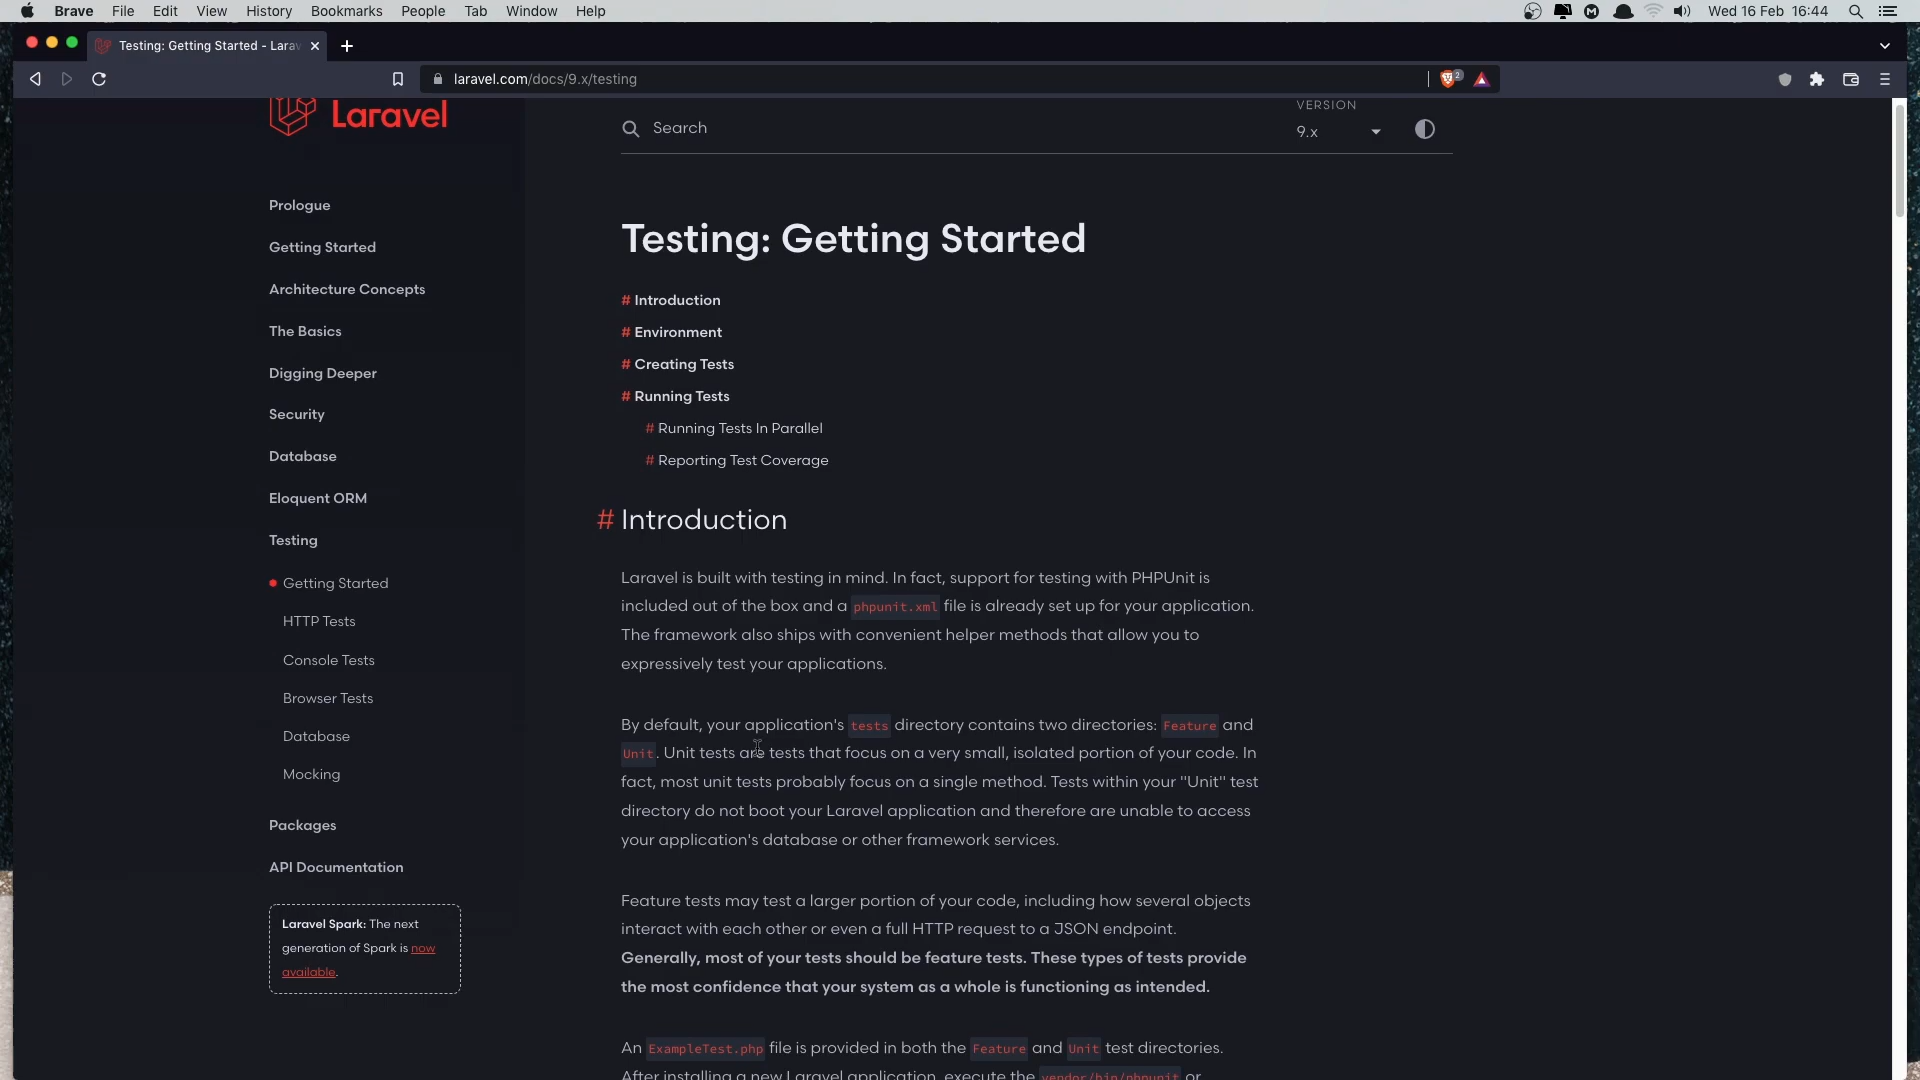 Brave File Edit View History Bookmarks People Tab Window Help
Wed 16 Feb 16:44
Testing: Getting Started - Larav
laravel.com/docs/9.x/testing
2
Laravel
Search
VERSION
9.x
Prologue
Getting Started
Architecture Concepts
The Basics
Digging Deeper
Security
Database
Eloquent ORM
Testing
Getting Started
HTTP Tests
Console Tests
Browser Tests
Database
Mocking
Packages
API Documentation
Laravel Spark: The next
generation of Spark is now
available.
Testing: Getting Started
# Introduction
# Environment
# Creating Tests
# Running Tests
# Running Tests In Parallel
# Reporting Test Coverage
# Introduction
Laravel is built with testing in mind. In fact, support for testing with PHPUnit is
included out of the box and a phpunit.xml file is already set up for your application.
The framework also ships with convenient helper methods that allow you to
expressively test your applications.
By default, your application's tests directory contains two directories: Feature and
Unit. Unit tests are tests that focus on a very small, isolated portion of your code. In
fact, most unit tests probably focus on a single method. Tests within your "Unit" test
directory do not boot your Laravel application and therefore are unable to access
your application's database or other framework services.
Feature tests may test a larger portion of your code, including how several objects
interact with each other or even a full HTTP request to a JSON endpoint.
Generally, most of your tests should be feature tests. These types of tests provide
the most confidence that your system as a whole is functioning as intended.
An ExampleTest.php file is provided in both the Feature and Unit test directories.
After installing a new Laravel application, execute the vendor/bin/phpunit or